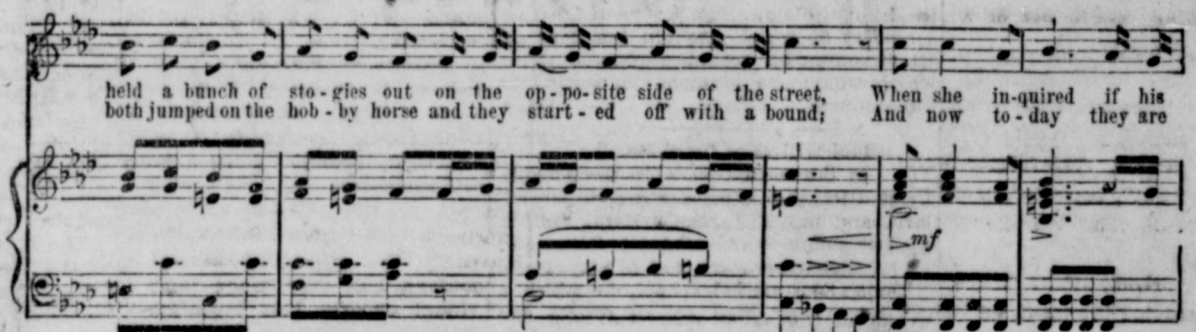 held a bunch of sto-gies out on the op-po-site side of the street, When she in-quired if his
both jumped on the hob-by horse and they start-ed off with a bound; And now to-day they are
mf